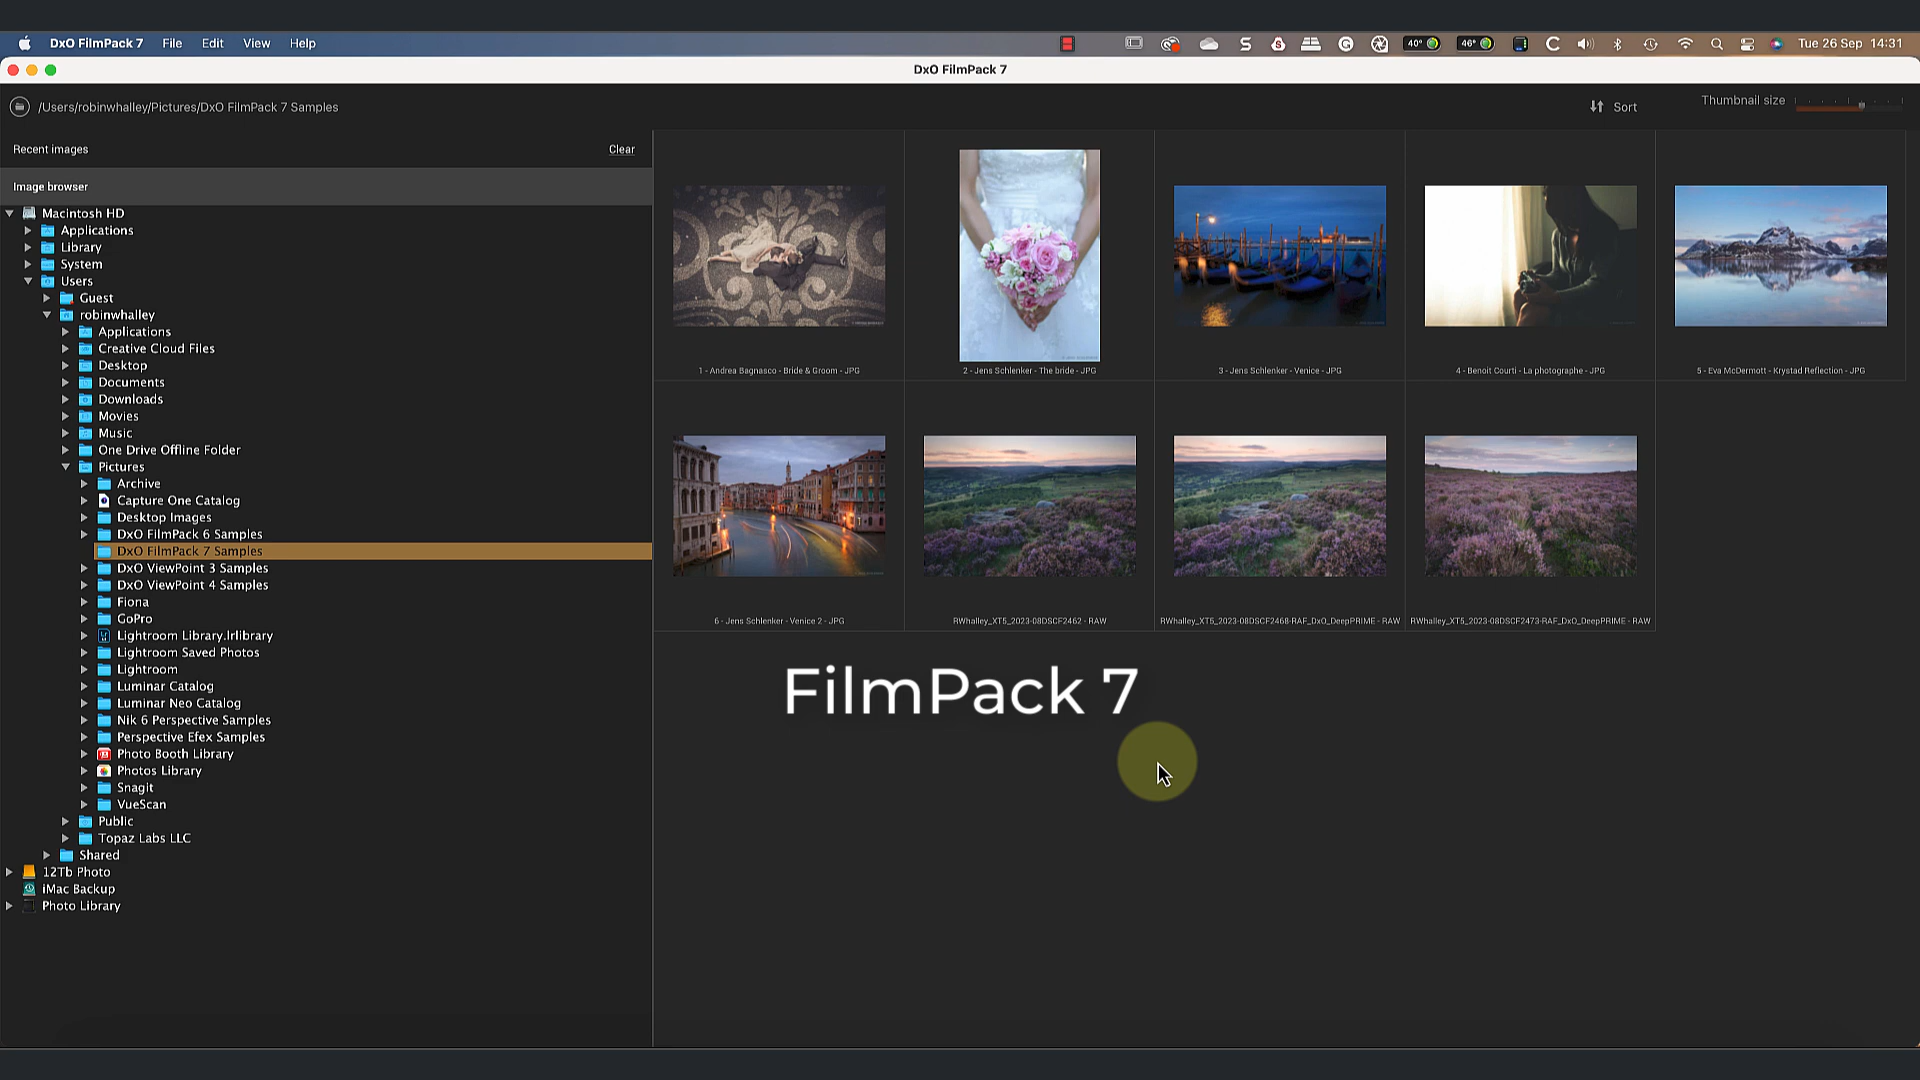 DxO FilmPack 7 File Edit View Help 40° 46° Tue 26 Sep 14:31
DxO FilmPack 7
/Users/robinwhalley/Pictures/DxO FilmPack 7 Samples
Sort
Thumbnail size
Recent images
Clear
Image browser
Macintosh HD
Applications
Library
System
Users
Guest
robinwhalley
Applications
Creative Cloud Files
Desktop
Documents
Downloads
Movies
Music
One Drive Offline Folder
Pictures
Archive
Capture One Catalog
Desktop Images
DxO FilmPack 6 Samples
DxO FilmPack 7 Samples
DxO ViewPoint 3 Samples
DxO ViewPoint 4 Samples
Fiona
GoPro
Lightroom Library.lrlibrary
Lightroom Saved Photos
Lightroom
Luminar Catalog
Luminar Neo Catalog
Nik 6 Perspective Samples
Perspective Efex Samples
Photo Booth Library
Photos Library
Snagit
VueScan
Public
Topaz Labs LLC
Shared
12Tb Photo
iMac Backup
Photo Library
1 - Andrea Bagnasco - Bride & Groom - JPG
2 - Jens Schlenker - The bride - JPG
3 - Jens Schlenker - Venice - JPG
4 - Benoit Courti - La photographe - JPG
5 - Eva McDermott - Krystad Reflection - JPG
6 - Jens Schlenker - Venice 2 - JPG
RWhalley_XT5_2023-08DSCF2462 - RAW
RWhalley_XT5_2023-08DSCF2468-RAF_DxO_DeepPRIME - RAW
RWhalley_XT5_2023-08DSCF2473-RAF_DxO_DeepPRIME - RAW
FilmPack 7